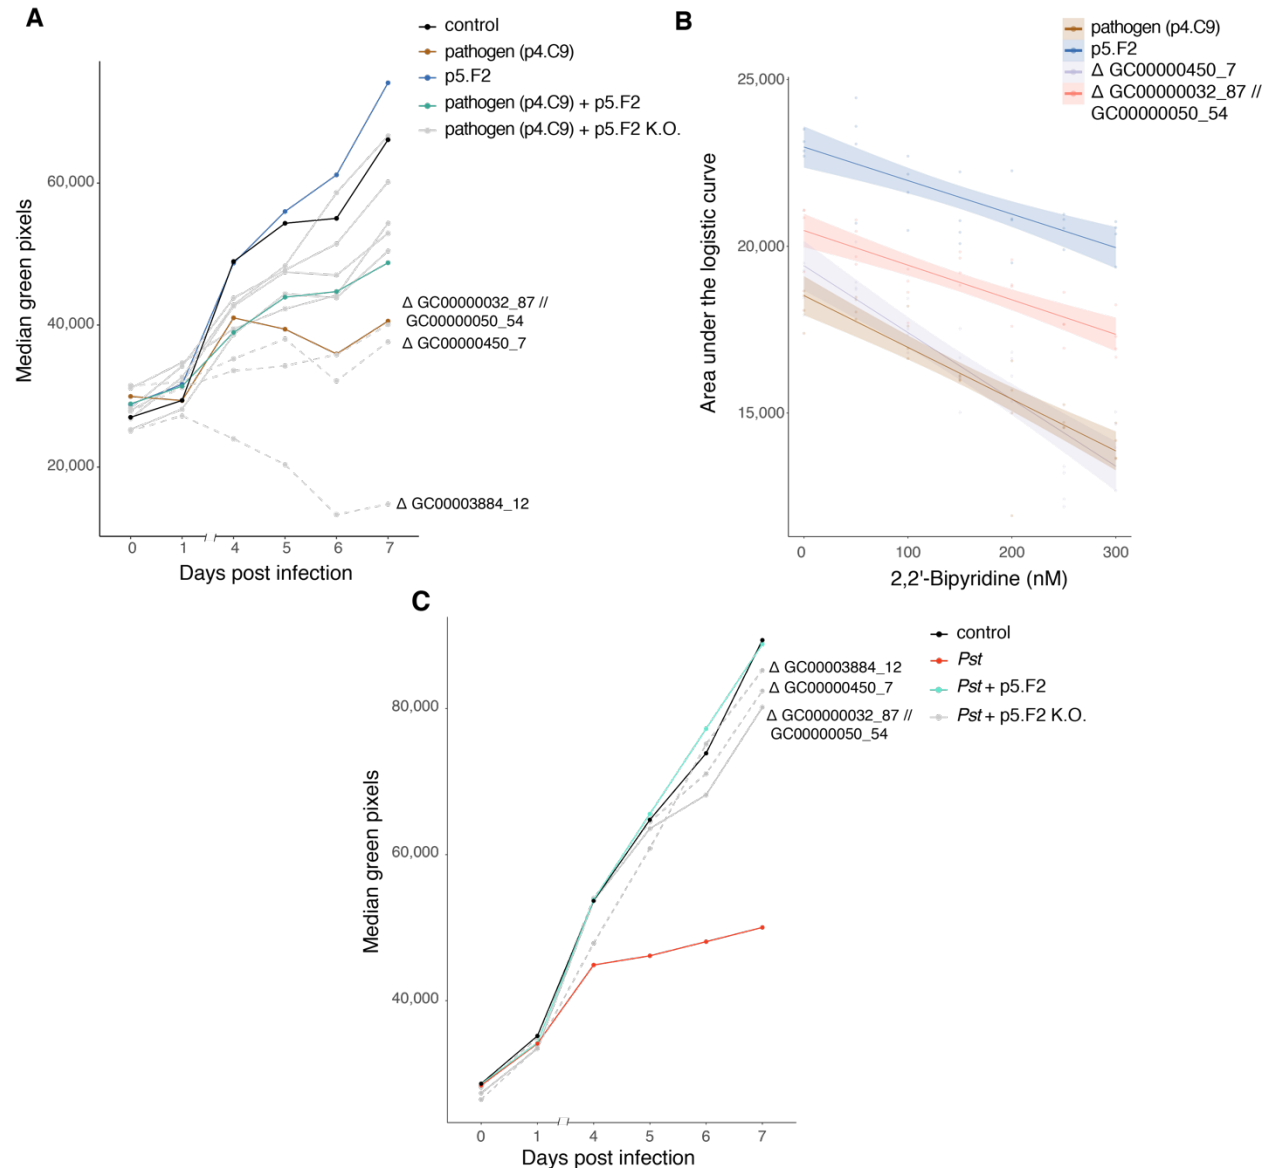 A
control
pathogen (p4.C9)
p5.F2
pathogen (p4.C9) + p5.F2
pathogen (p4.C9) + p5.F2 K.O.
Median green pixels
60,000
40,000
20,000
Δ GC00000032_87 //
GC00000050_54
Δ GC00000450_7
Δ GC00003884_12
0 1 4 5 6 7
Days post infection
B
pathogen (p4.C9)
p5.F2
Δ GC00000450_7
Δ GC00000032_87 //
GC00000050_54
Area under the logistic curve
25,000
20,000
15,000
0 100 200 300
2,2'-Bipyridine (nM)
C
control
Pst
Pst + p5.F2
Pst + p5.F2 K.O.
Δ GC00003884_12
Δ GC00000450_7
Δ GC00000032_87 //
GC00000050_54
Median green pixels
80,000
60,000
40,000
0 1 4 5 6 7
Days post infection